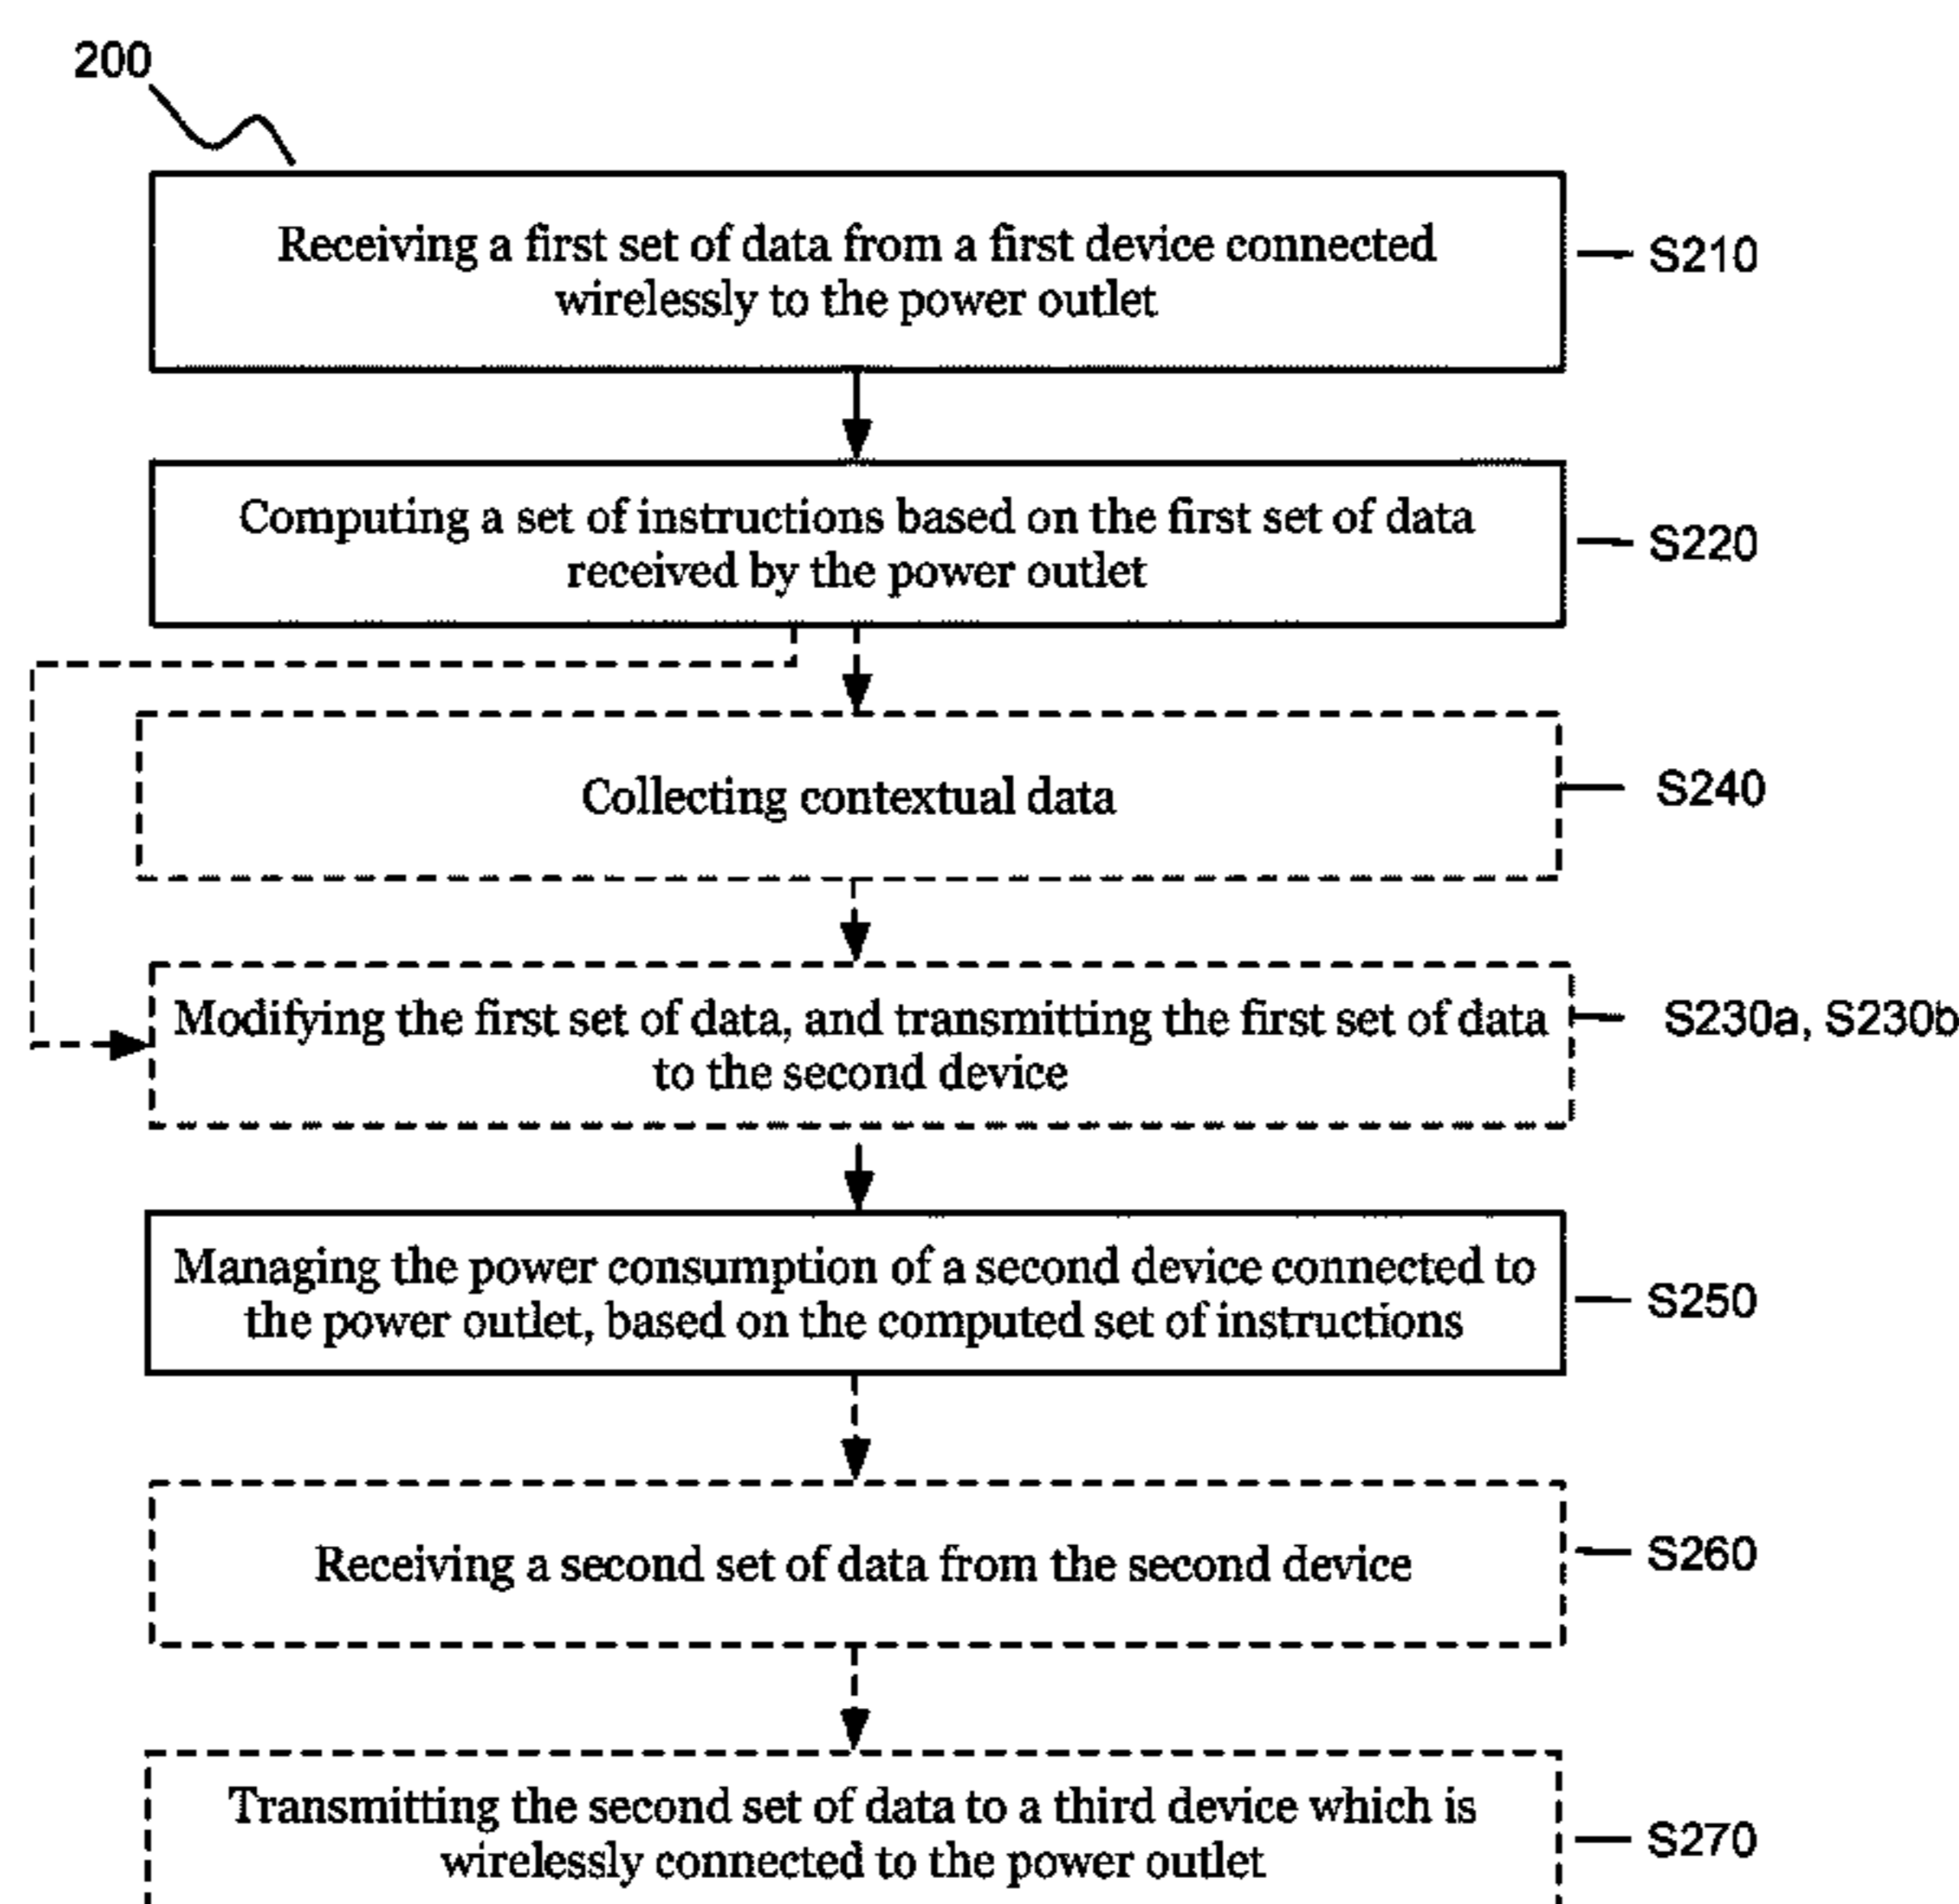 200
Receiving a first set of data from a first device connected
wirelessly to the power outlet
S210
Computing a set of instructions based on the first set of data
received by the power outlet
S220
Collecting contextual data
S240
Modifying the first set of data, and transmitting the first set of data
to the second device
S230a, S230b
Managing the power consumption of a second device connected to
the power outlet, based on the computed set of instructions
S250
Receiving a second set of data from the second device
S260
Transmitting the second set of data to a third device which is
wirelessly connected to the power outlet
S270